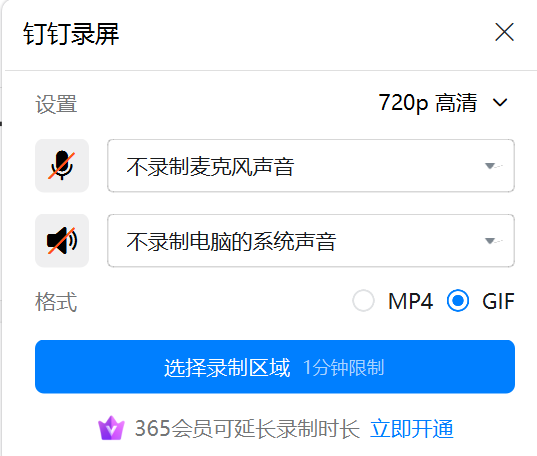 钉钉录屏
设置 720p 高清
不录制麦克风声音
不录制电脑的系统声音
格式 MP4 GIF
选择录制区域 1分钟限制
365会员可延长录制时长 立即开通